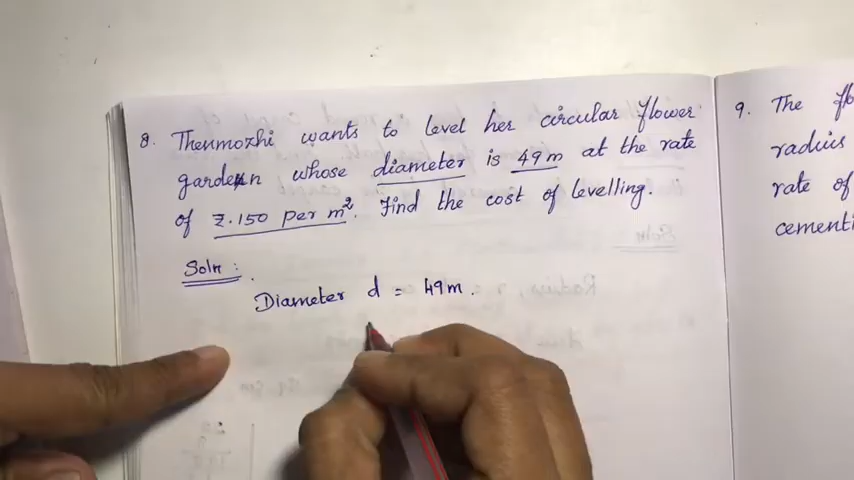 8. Thenmozhi wants to level her circular flower
garden whose diameter is 49m at the rate
of ₹.150 per m². Find the cost of levelling.
Soln :
Diameter d = 49m.
9. The
radius
rate of
cementi